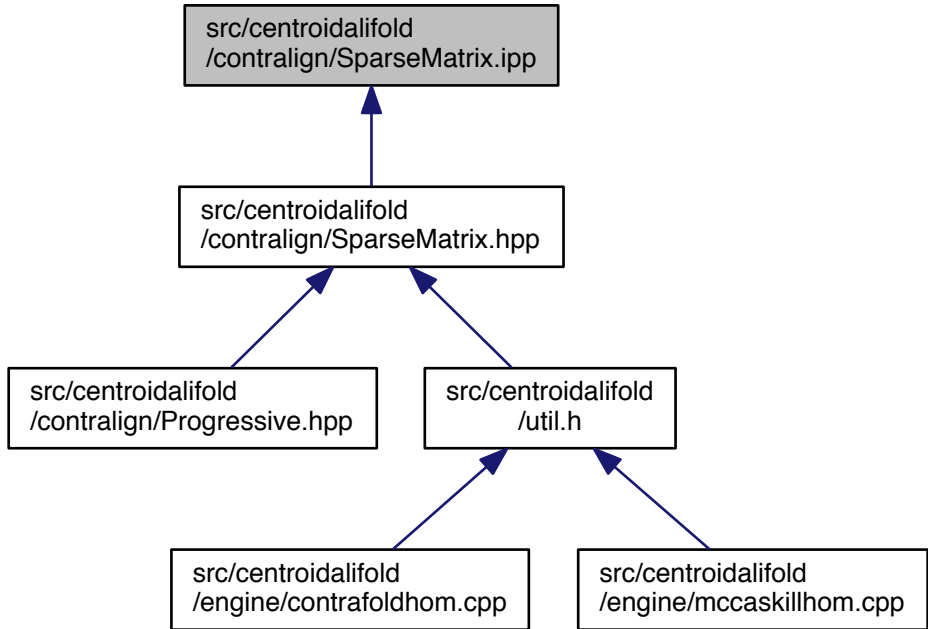 src/centroidalifold
/contralign/SparseMatrix.ipp
src/centroidalifold
/contralign/SparseMatrix.hpp
src/centroidalifold
/contralign/Progressive.hpp
src/centroidalifold
/util.h
src/centroidalifold
/engine/contrafoldhom.cpp
src/centroidalifold
/engine/mccaskillhom.cpp